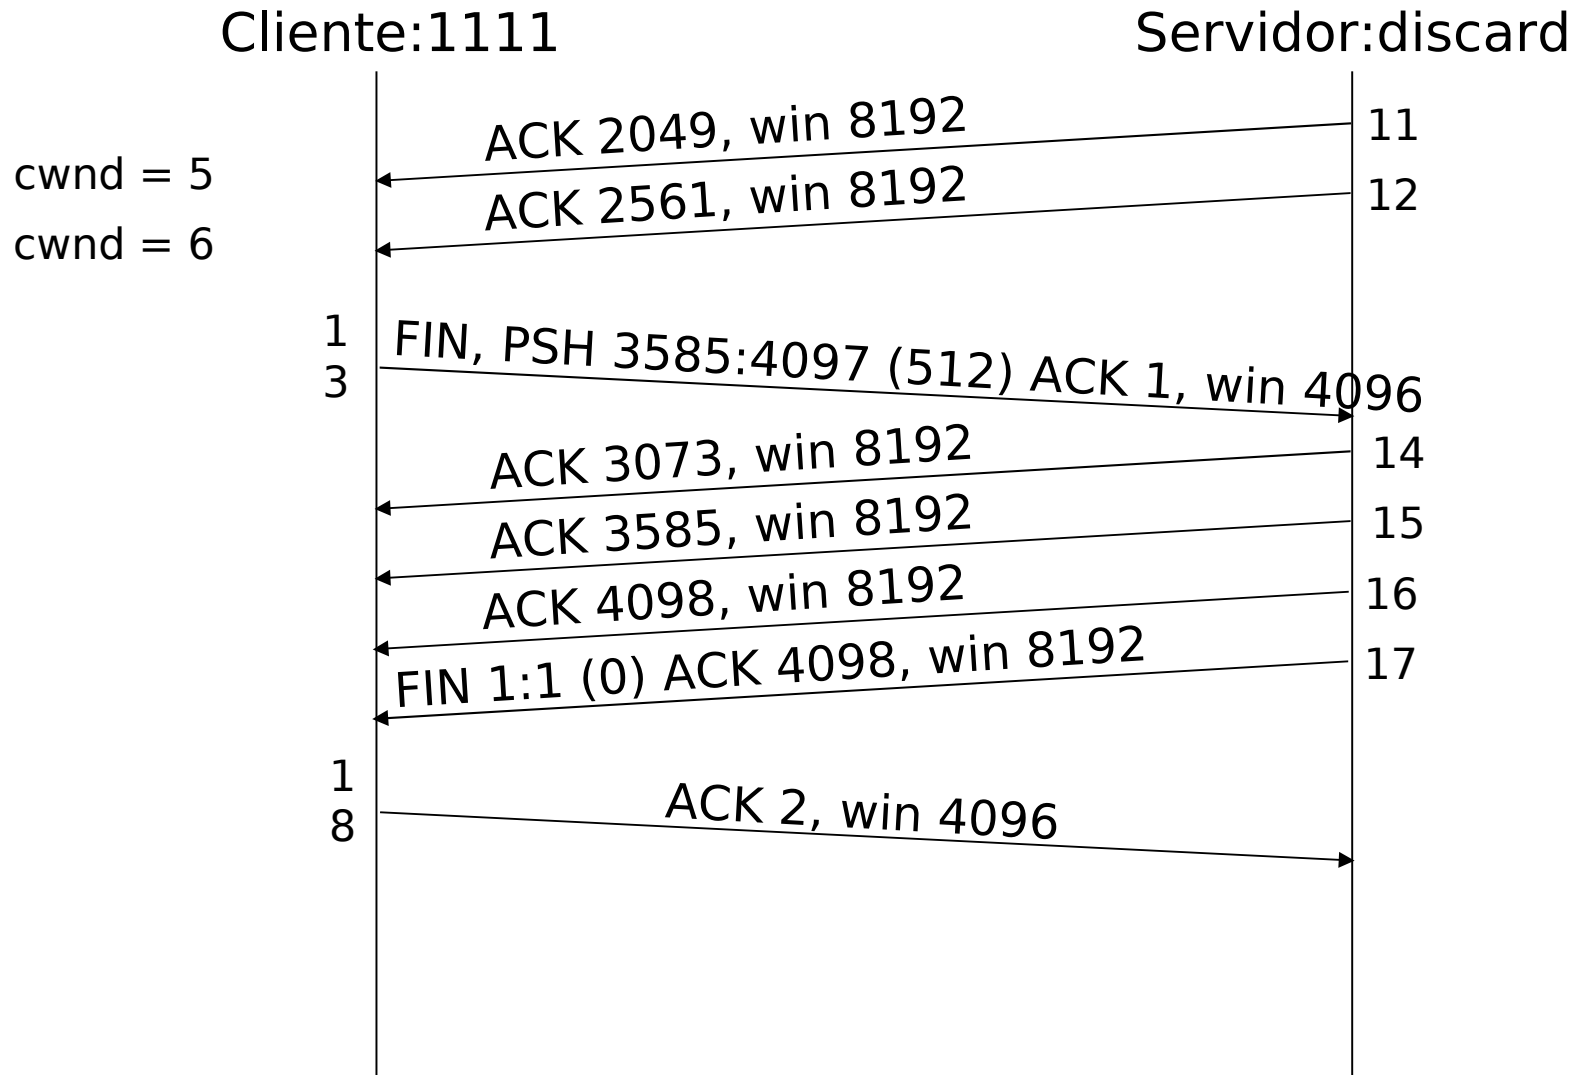 Cliente:1111
Servidor:discard
ACK 2049, win 8192
11
cwnd = 5
ACK 2561, win 8192
12
cwnd = 6
1
3
FIN, PSH 3585:4097 (512) ACK 1, win 4096
ACK 3073, win 8192
14
ACK 3585, win 8192
15
ACK 4098, win 8192
16
FIN 1:1 (0) ACK 4098, win 8192
17
1
8
ACK 2, win 4096